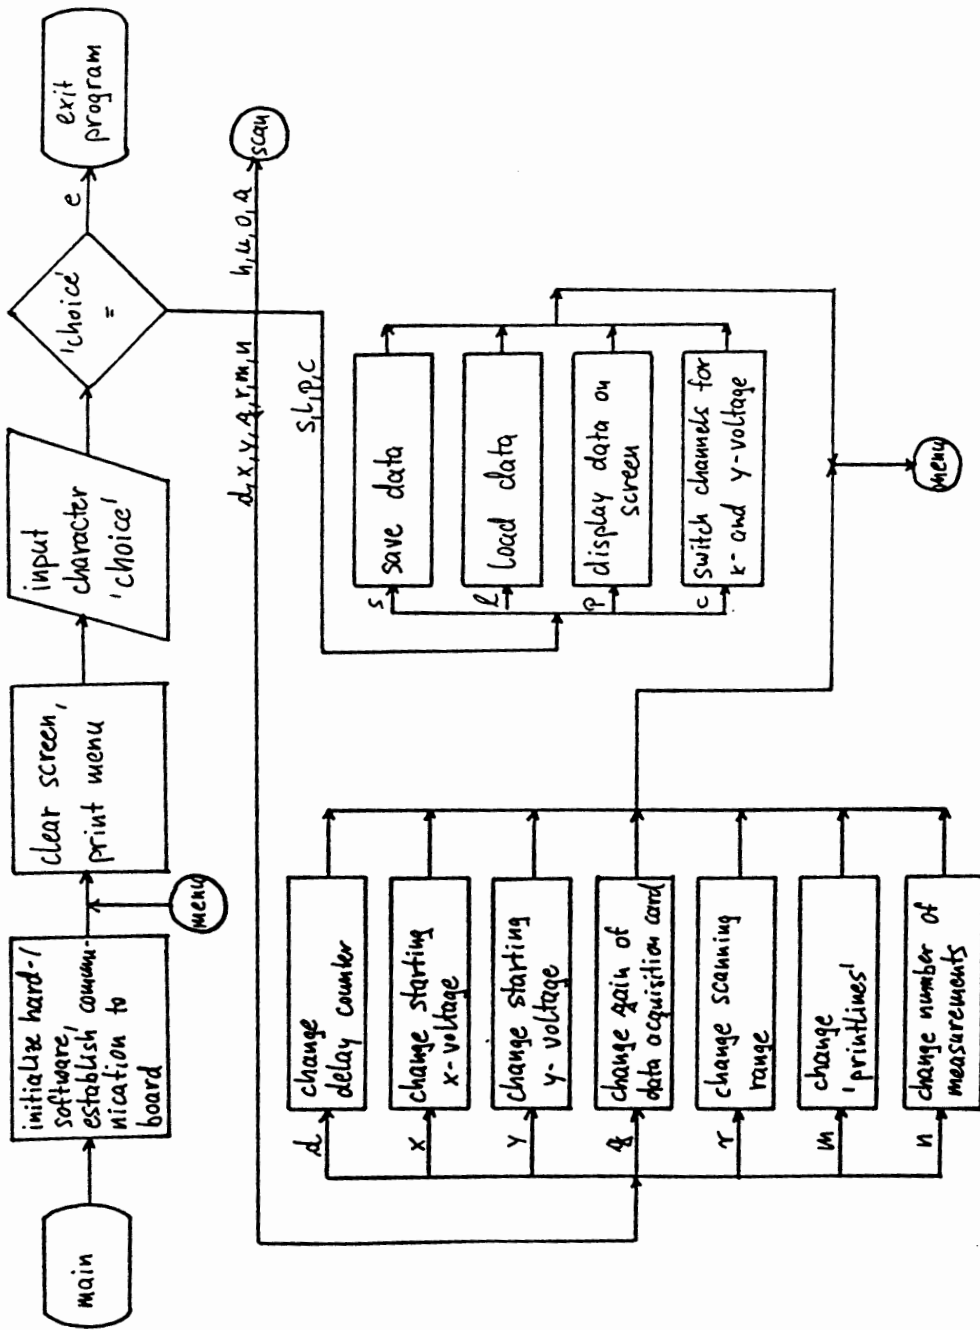 main
initialize hard-/
software,
establish commu-
nication to
board
menu
clear screen,
print menu
input
character
'choice'
'choice'
=
e
exit
program
d,x,y,g,r,m,n
h,u,o,a
scan
s,l,p,c
d
change
delay counter
x
change starting
x-voltage
y
change starting
y-voltage
g
change gain of
data acquisition card
r
change scanning
range
m
change
'printlines'
n
change number of
measurements
s
save data
l
load data
p
display data on
screen
c
switch channels for
x- and y-voltage
menu